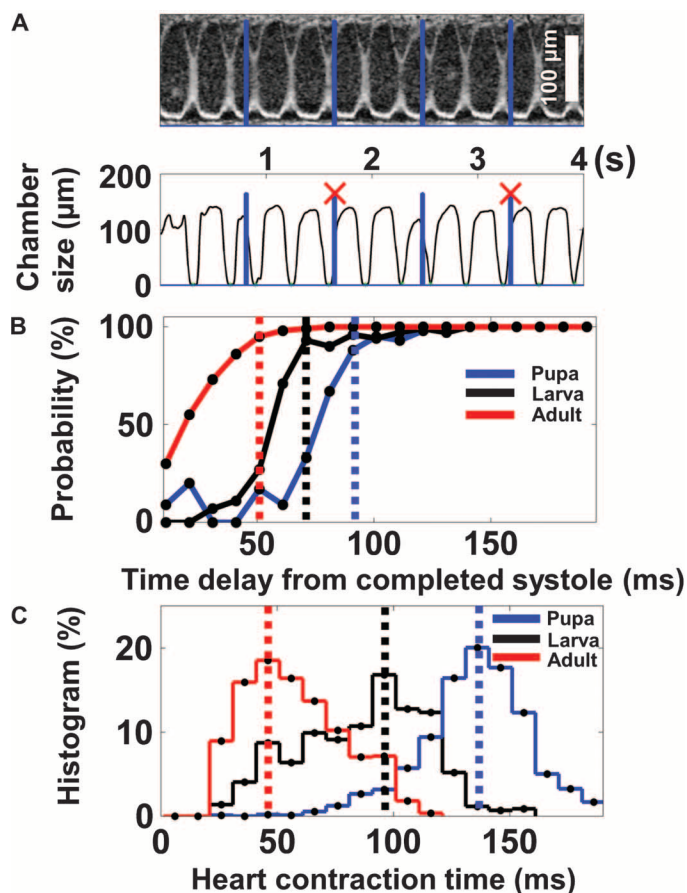 A
100 µm
1 2 3 4 (s)
200
100
0
Chamber
size (µm)
B
100
50
0
Probability (%)
Pupa
Larva
Adult
50 100 150
Time delay from completed systole (ms)
C
20
10
0
Histogram (%)
Pupa
Larva
Adult
0 50 100 150
Heart contraction time (ms)